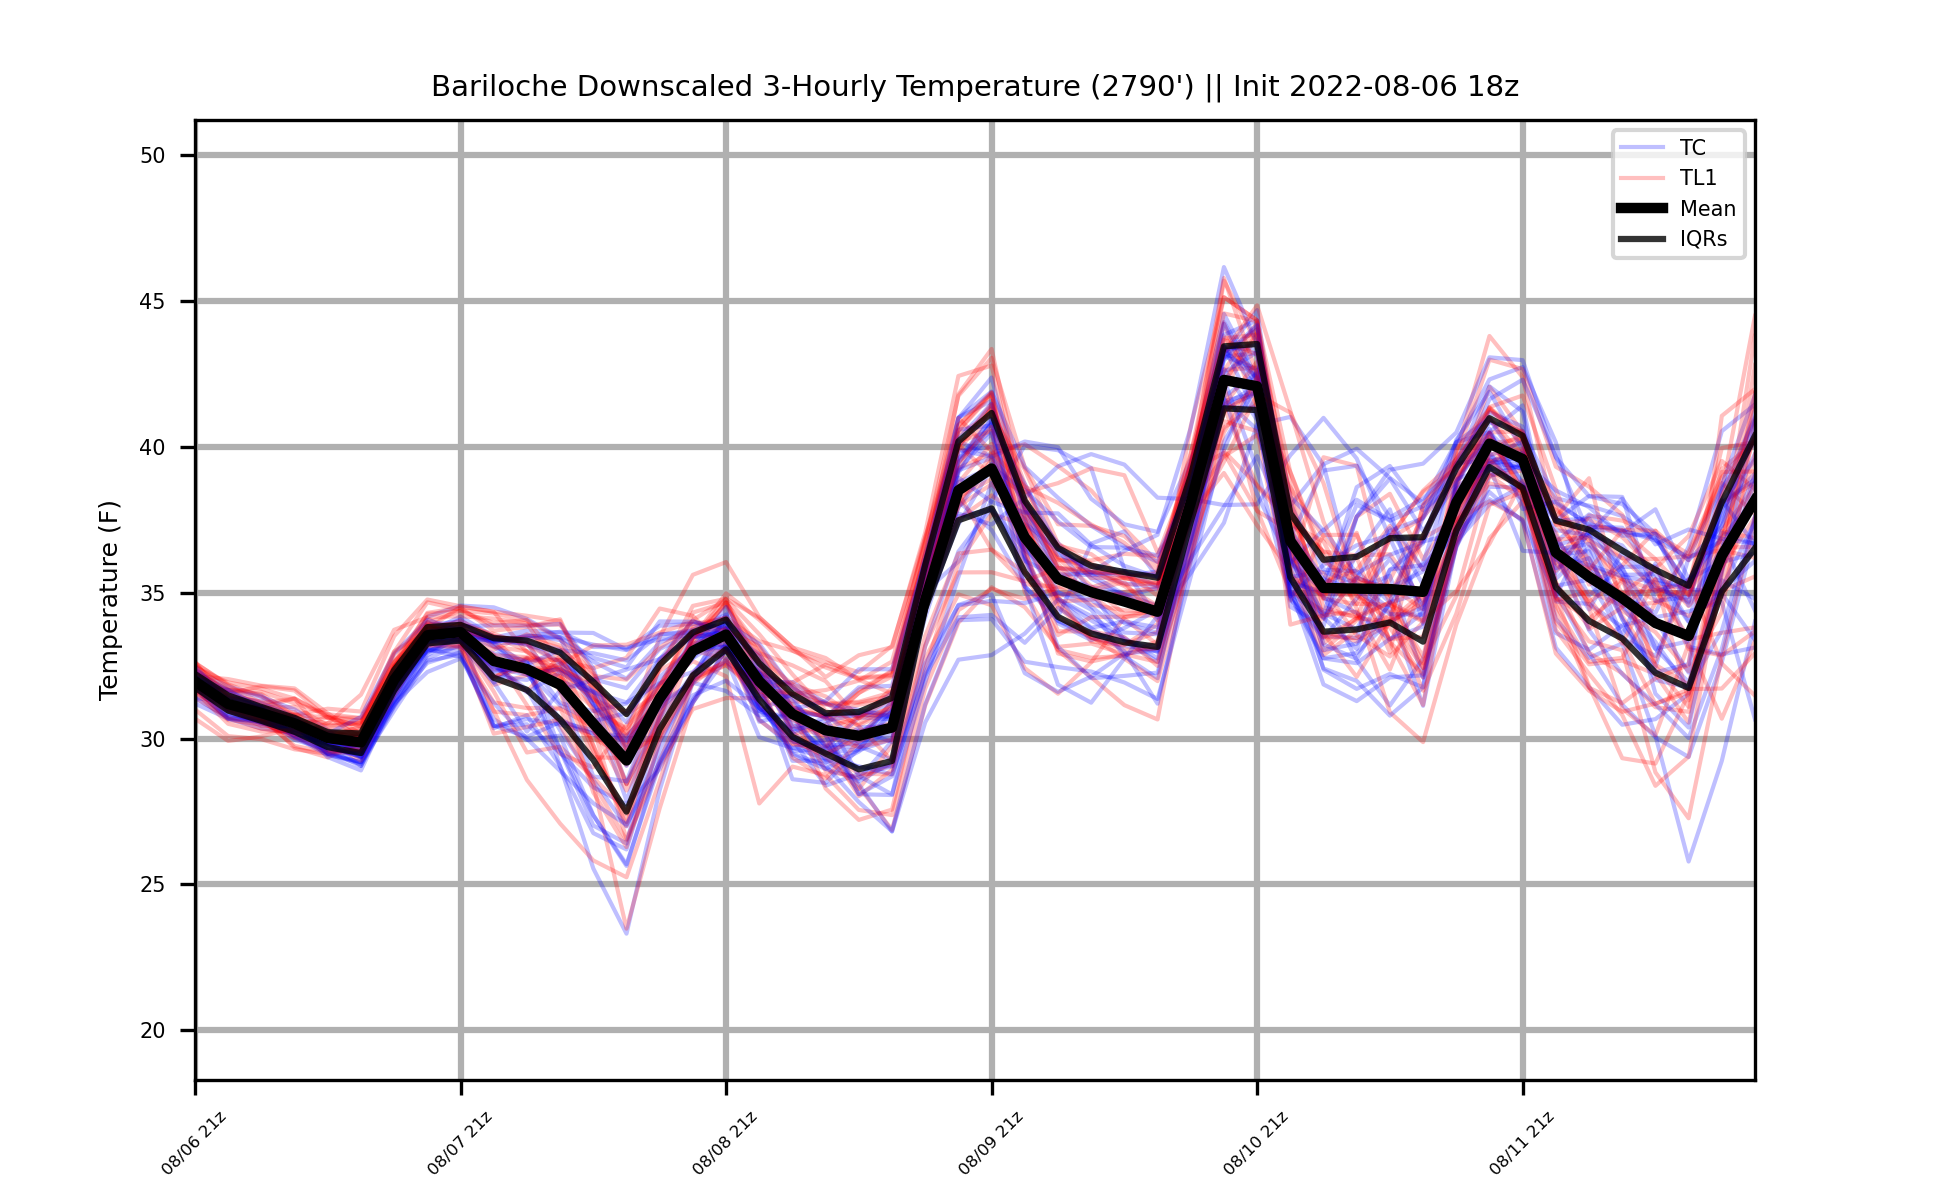 Bariloche Downscaled 3-Hourly Temperature (2790') || Init 2022-08-06 18z
TC
TL1
Mean
IQRs
Temperature (F)
50
45
40
35
30
25
20
08/06 21z
08/07 21z
08/08 21z
08/09 21z
08/10 21z
08/11 21z